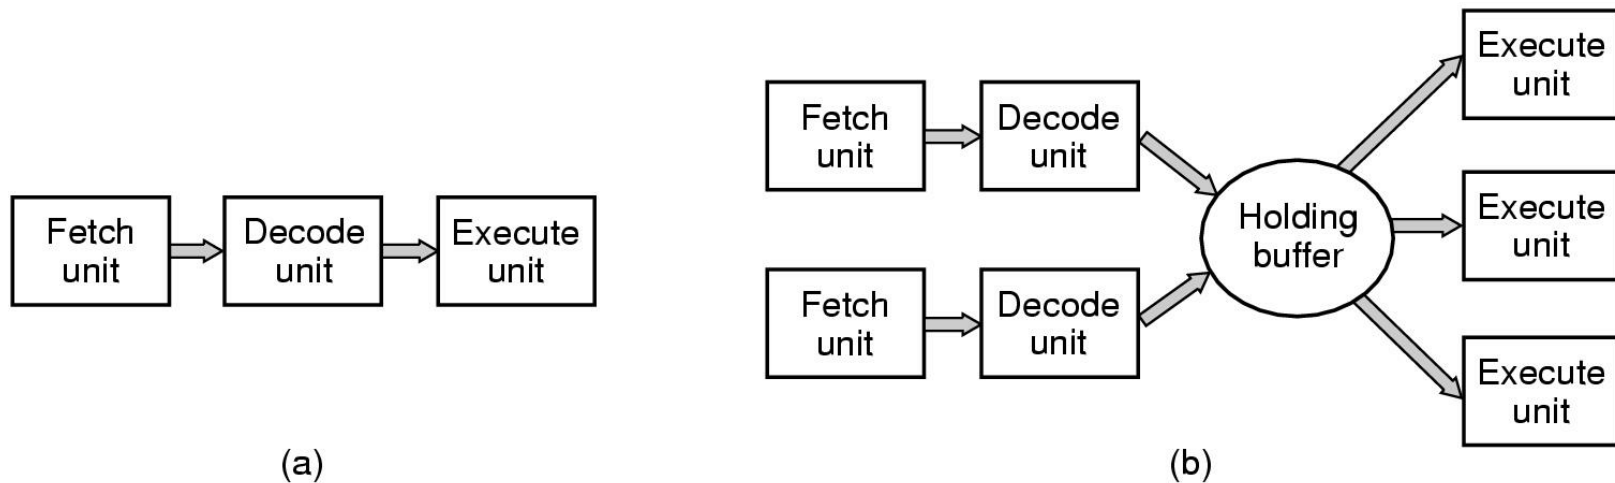 Fetch
unit
Decode
unit
Execute
unit
(a)
Fetch
unit
Decode
unit
Fetch
unit
Decode
unit
Holding
buffer
Execute
unit
Execute
unit
Execute
unit
(b)